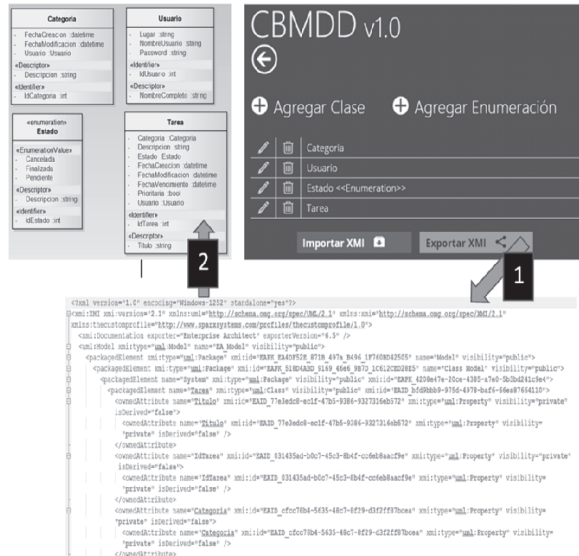 Categoria
- FechaCreacion :datetime
- FechaModificacion :datetime
- Usuario :Usuario
«Descriptor»
- Descripcion :string
«Identifier»
- IdCategoria :int
Usuario
- Lugar :string
- NombreUsuario :string
- Password :string
«Identifier»
- IdUsuario :int
«Descriptor»
- NombreCompleto :string
«enumeration»
Estado
«EnumerationValue»
- Cancelada
- Finalizada
- Pendiente
«Descriptor»
- Descripcion :string
«Identifier»
- IdEstado :int
Tarea
- Categoria :Categoria
- Descripcion :string
- Estado :Estado
- FechaCreacion :datetime
- FechaModificacion :datetime
- FechaVencimiento :datetime
- Prioritaria :bool
- Usuario :Usuario
«Identifier»
- IdTarea :int
«Descriptor»
- Titulo :string
CBMDD v1.0
Agregar Clase Agregar Enumeración
Categoria
Usuario
Estado <<Enumeration>>
Tarea
Importar XMI Exportar XMI
2
1
<?xml version="1.0" encoding="Windows-1252" standalone="yes"?>
<xmi:XMI xmi:version="2.1" xmlns:uml="http://schema.omg.org/spec/UML/2.1" xmlns:xmi="http://schema.omg.org/spec/XMI/2.1"
xmlns:thecustomprofile="http://www.sparxsystems.com/profiles/thecustomprofile/1.0">
<xmi:Documentation exporter="Enterprise Architect" exporterVersion="6.5" />
<uml:Model xmi:type="uml:Model" name="EA_Model" visibility="public">
<packagedElement xmi:type="uml:Package" name="Model" visibility="public">
<packagedElement xmi:type="uml:Package" name="Class Model" visibility="public">
<packagedElement name="System" xmi:type="uml:Package" visibility="public"
<packagedElement name="Tarea" xmi:type="uml:Class" visibility="public"
<ownedAttribute name="Titulo" xmi:type="uml:Property" visibility="private"
isDerived="false">
<ownedAttribute name="Titulo" xmi:type="uml:Property" visibility=
"private" isDerived="false" />
</ownedAttribute>
<ownedAttribute name="IdTarea" xmi:type="uml:Property" visibility="private"
isDerived="false">
<ownedAttribute name="IdTarea" xmi:type="uml:Property" visibility=
"private" isDerived="false" />
</ownedAttribute>
<ownedAttribute name="Categoria" xmi:type="uml:Property" visibility=
"private" isDerived="false">
<ownedAttribute name="Categoria" xmi:type="uml:Property" visibility=
"private" isDerived="false" />
</ownedAttribute>